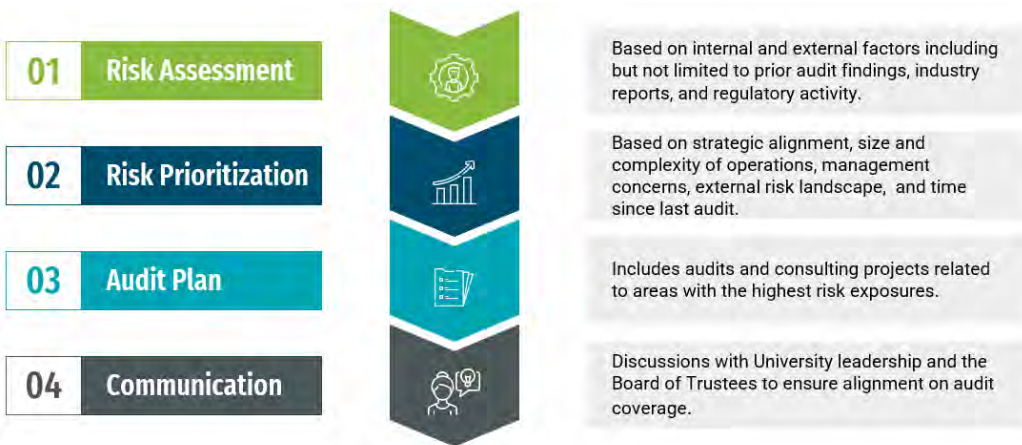 01 Risk Assessment
Based on internal and external factors including
but not limited to prior audit findings, industry
reports, and regulatory activity.
02 Risk Prioritization
Based on strategic alignment, size and
complexity of operations, management
concerns, external risk landscape, and time
since last audit.
03 Audit Plan
Includes audits and consulting projects related
to areas with the highest risk exposures.
04 Communication
Discussions with University leadership and the
Board of Trustees to ensure alignment on audit
coverage.